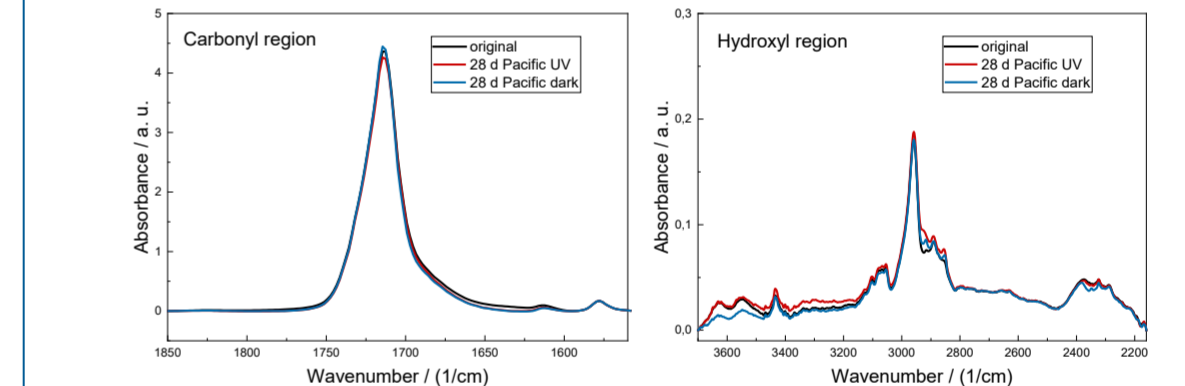 Carbonyl region
original
28 d Pacific UV
28 d Pacific dark
Absorbance / a. u.
5
4
3
2
1
0
1850 1800 1750 1700 1650 1600
Wavenumber / (1/cm)
Hydroxyl region
original
28 d Pacific UV
28 d Pacific dark
Absorbance / a. u.
0,3
0,2
0,1
0,0
3600 3400 3200 3000 2800 2600 2400 2200
Wavenumber / (1/cm)